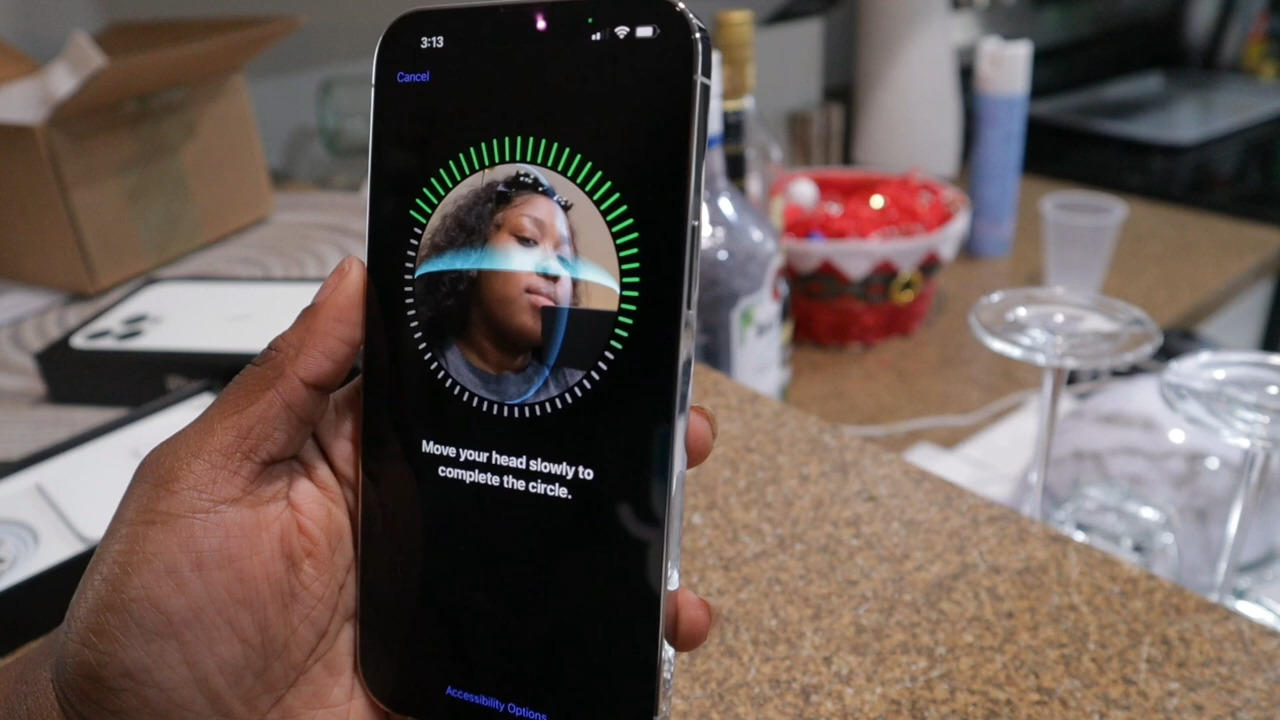 3:13
Cancel
Move your head slowly to
complete the circle.
Accessibility Options